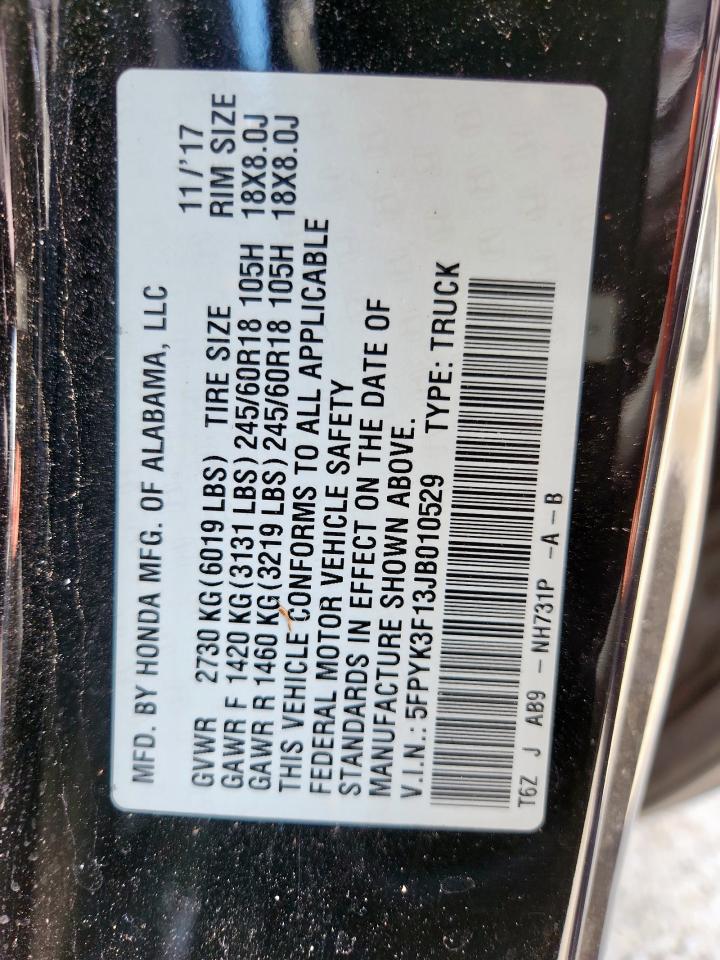 MFD. BY HONDA MFG. OF ALABAMA, LLC
11/'17
GVWR 2730 KG(6019 LBS) TIRE SIZE RIM SIZE
GAWR F 1420 KG(3131 LBS)245/60R18 105H 18X8.0J
GAWR R 1460 KG(3219 LBS)245/60R18 105H 18X8.0J
THIS VEHICLE CONFORMS TO ALL APPLICABLE
FEDERAL MOTOR VEHICLE SAFETY
STANDARDS IN EFFECT ON THE DATE OF
MANUFACTURE SHOWN ABOVE.
V.I.N.: 5FPYK3F13JB010529 TYPE: TRUCK
T6Z J AB9 -NH731P -A-B